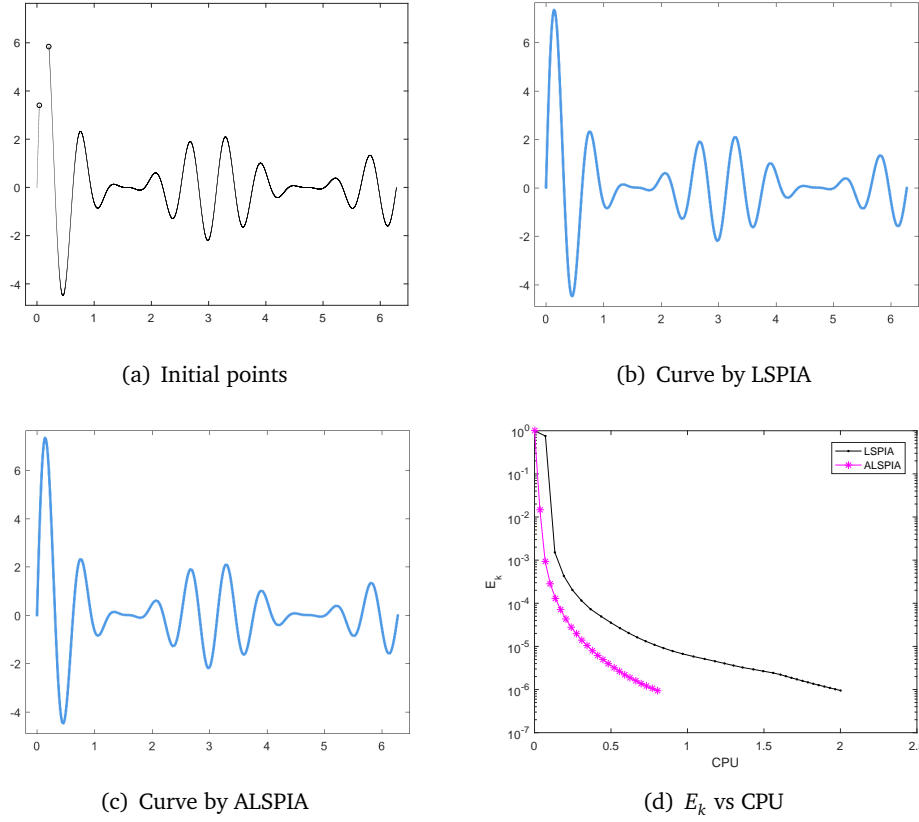 6
4
2
0
-2
-4
0 1 2 3 4 5 6
(a) Initial points
6
4
2
0
-2
-4
0 1 2 3 4 5 6
(b) Curve by LSPIA
6
4
2
0
-2
-4
0 1 2 3 4 5 6
(c) Curve by ALSPIA
10^0
10^-1
10^-2
10^-3
10^-4
10^-5
10^-6
10^-7
E_k
LSPIA
ALSPIA
0 0.5 1 1.5 2 2.5
CPU
(d) E_k vs CPU